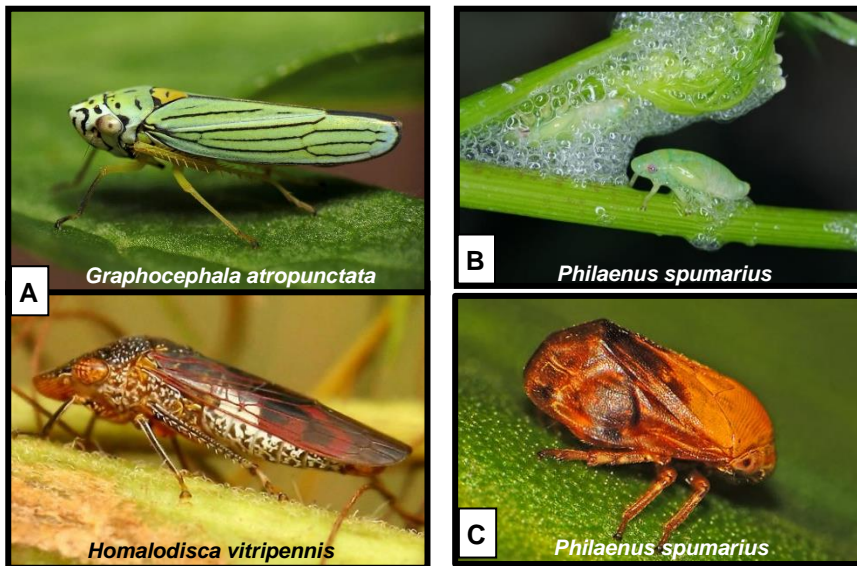 Graphocephala atropunctata
A
Homalodisca vitripennis
B
Philaenus spumarius
C
Philaenus spumarius